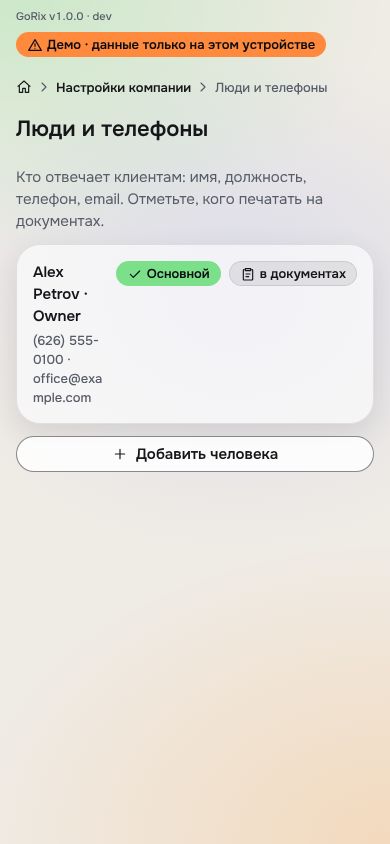 GoRix v1.0.0 · dev
Демо · данные только на этом устройстве
Настройки компании > Люди и телефоны
Люди и телефоны
Кто отвечает клиентам: имя, должность,
телефон, email. Отметьте, кого печатать на
документах.
Alex
Petrov ·
Owner
Основной
в документах
(626) 555-
0100 ·
office@exa
mple.com
+ Добавить человека